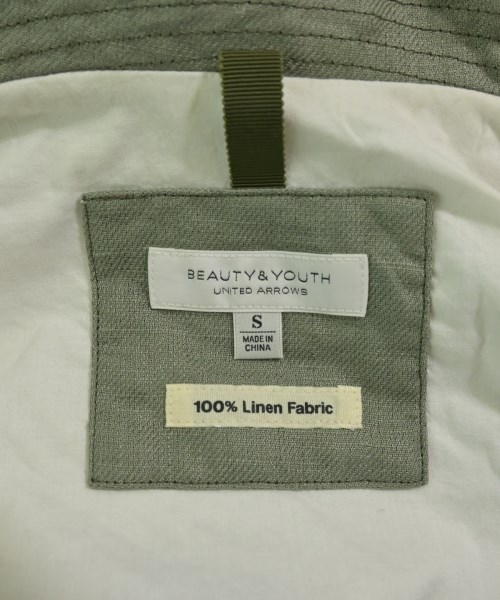 BEAUTY&YOUTH
UNITED ARROWS
S
MADE IN
CHINA
100% Linen Fabric